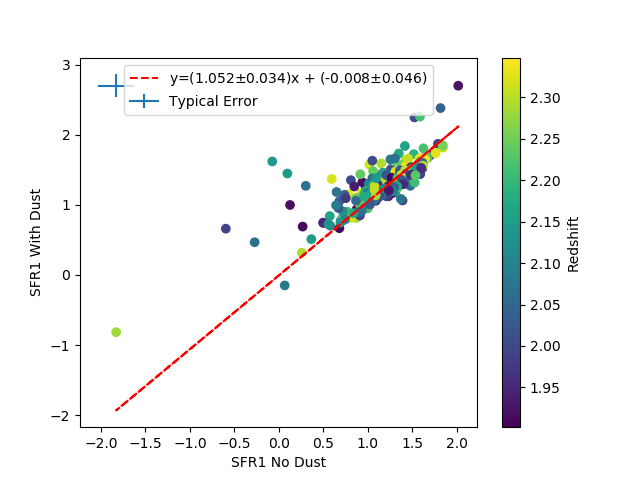 y=(1.052±0.034)x + (-0.008±0.046)
Typical Error
3
2
1
0
−1
−2
SFR1 With Dust
−2.0 −1.5 −1.0 −0.5 0.0 0.5 1.0 1.5 2.0
SFR1 No Dust
2.30
2.25
2.20
2.15
2.10
2.05
2.00
1.95
Redshift